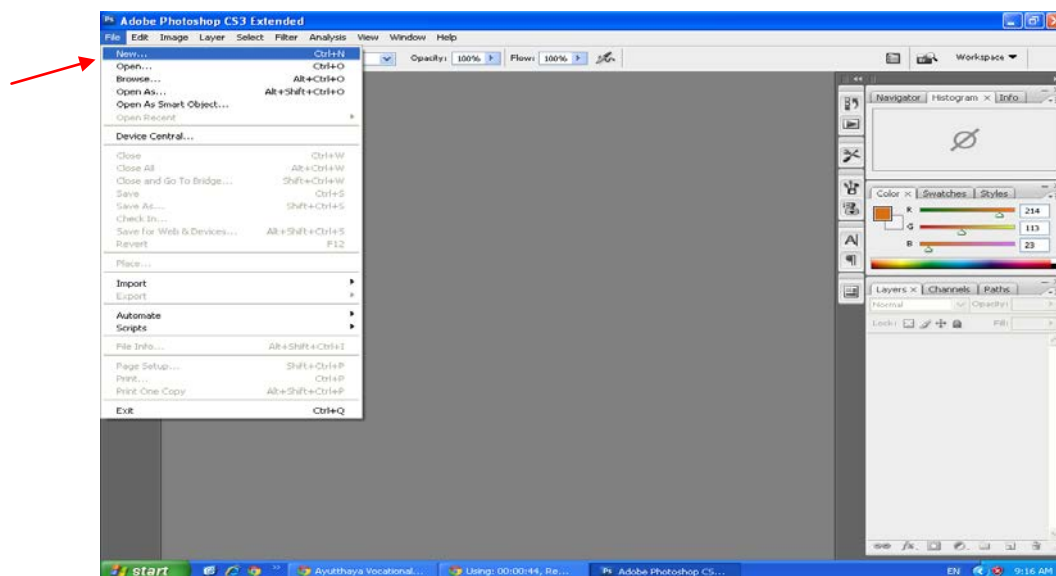 Ps Adobe Photoshop CS3 Extended
File Edit Image Layer Select Filter Analysis View Window Help
Opacity: 100% Flow: 100% Workspace
New... Ctrl+N
Open... Ctrl+O
Browse... Alt+Ctrl+O
Open As... Alt+Shift+Ctrl+O
Open As Smart Object...
Open Recent
Device Central...
Close Ctrl+W
Close All Alt+Ctrl+W
Close and Go To Bridge... Shift+Ctrl+W
Save Ctrl+S
Save As... Shift+Ctrl+S
Check In...
Save for Web & Devices... Alt+Shift+Ctrl+S
Revert F12
Place...
Import
Export
Automate
Scripts
File Info... Alt+Shift+Ctrl+I
Page Setup... Shift+Ctrl+P
Print... Ctrl+P
Print One Copy Alt+Shift+Ctrl+P
Exit Ctrl+Q
Navigator Histogram × Info
Color × Swatches Styles
R 214
G 113
B 23
Layers × Channels Paths
Normal Opacity:
Lock: Fill:
start Ayutthaya Vocational... Using: 00:00:44, Re... Ps Adobe Photoshop CS... EN 9:16 AM